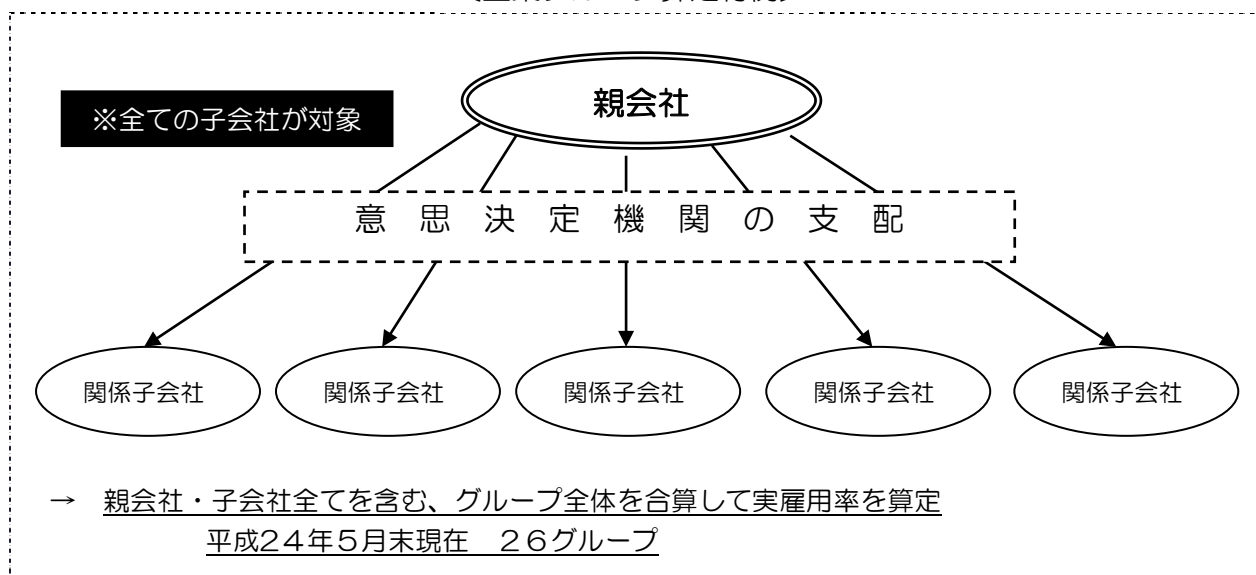 親会社
※全ての子会社が対象
意思決定機関の支配
関係子会社
関係子会社
関係子会社
関係子会社
関係子会社
→ 親会社・子会社全てを含む、グループ全体を合算して実雇用率を算定
平成24年5月末現在 26グループ